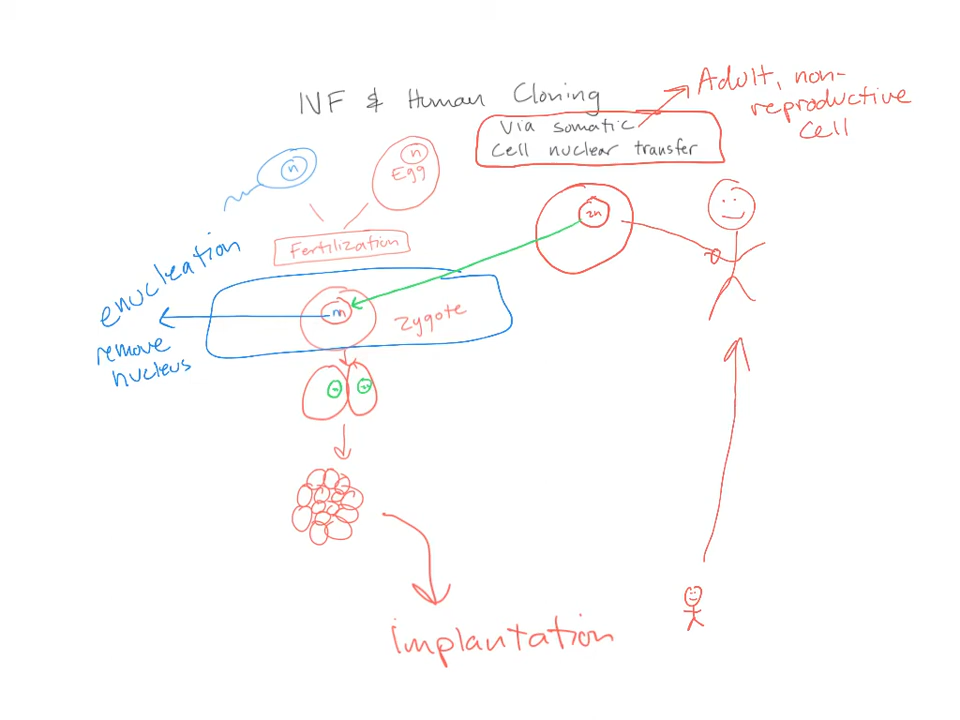 IVF & Human Cloning
Via somatic
Cell nuclear transfer
Adult, non-
reproductive
Cell
n
n
Egg
Fertilization
2n
enucleation
remove
nucleus
Zygote
implantation